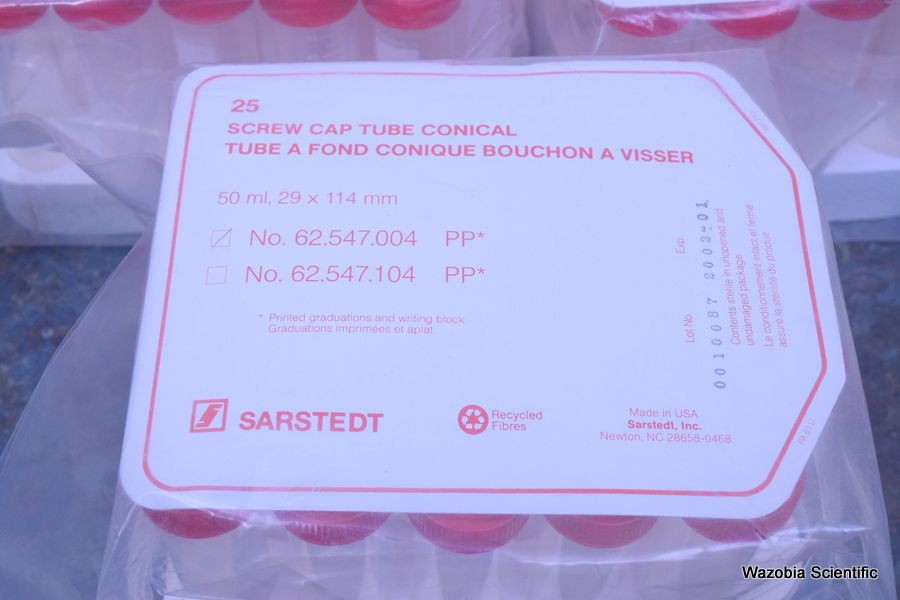 25
SCREW CAP TUBE CONICAL
TUBE A FOND CONIQUE BOUCHON A VISSER
50 ml, 29 x 114 mm
No. 62.547.004 PP*
No. 62.547.104 PP*
* Printed graduations and writing block
Graduations imprimées et aplat
SARSTEDT
Recycled
Fibres
Made in USA
Sarstedt, Inc.
Newton, NC 28658-0468
Lot No. Exp.
0010087 2003-01
Contents sterile in unopened and
undamaged package
Le conditionnement intact et fermé
assure la stérilité du produit
Wazobia Scientific